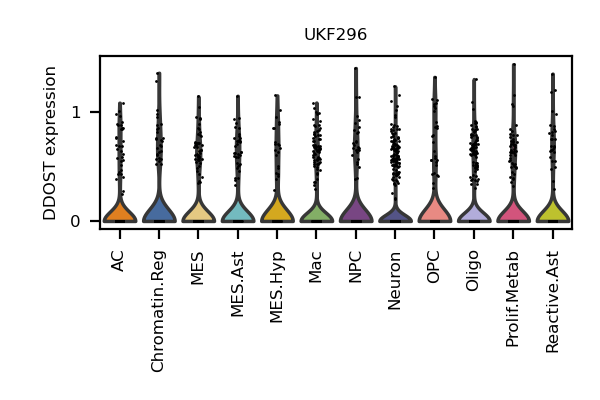 UKF296
DDOST expression
1
0
AC
Chromatin.Reg
MES
MES.Ast
MES.Hyp
Mac
NPC
Neuron
OPC
Oligo
Prolif.Metab
Reactive.Ast